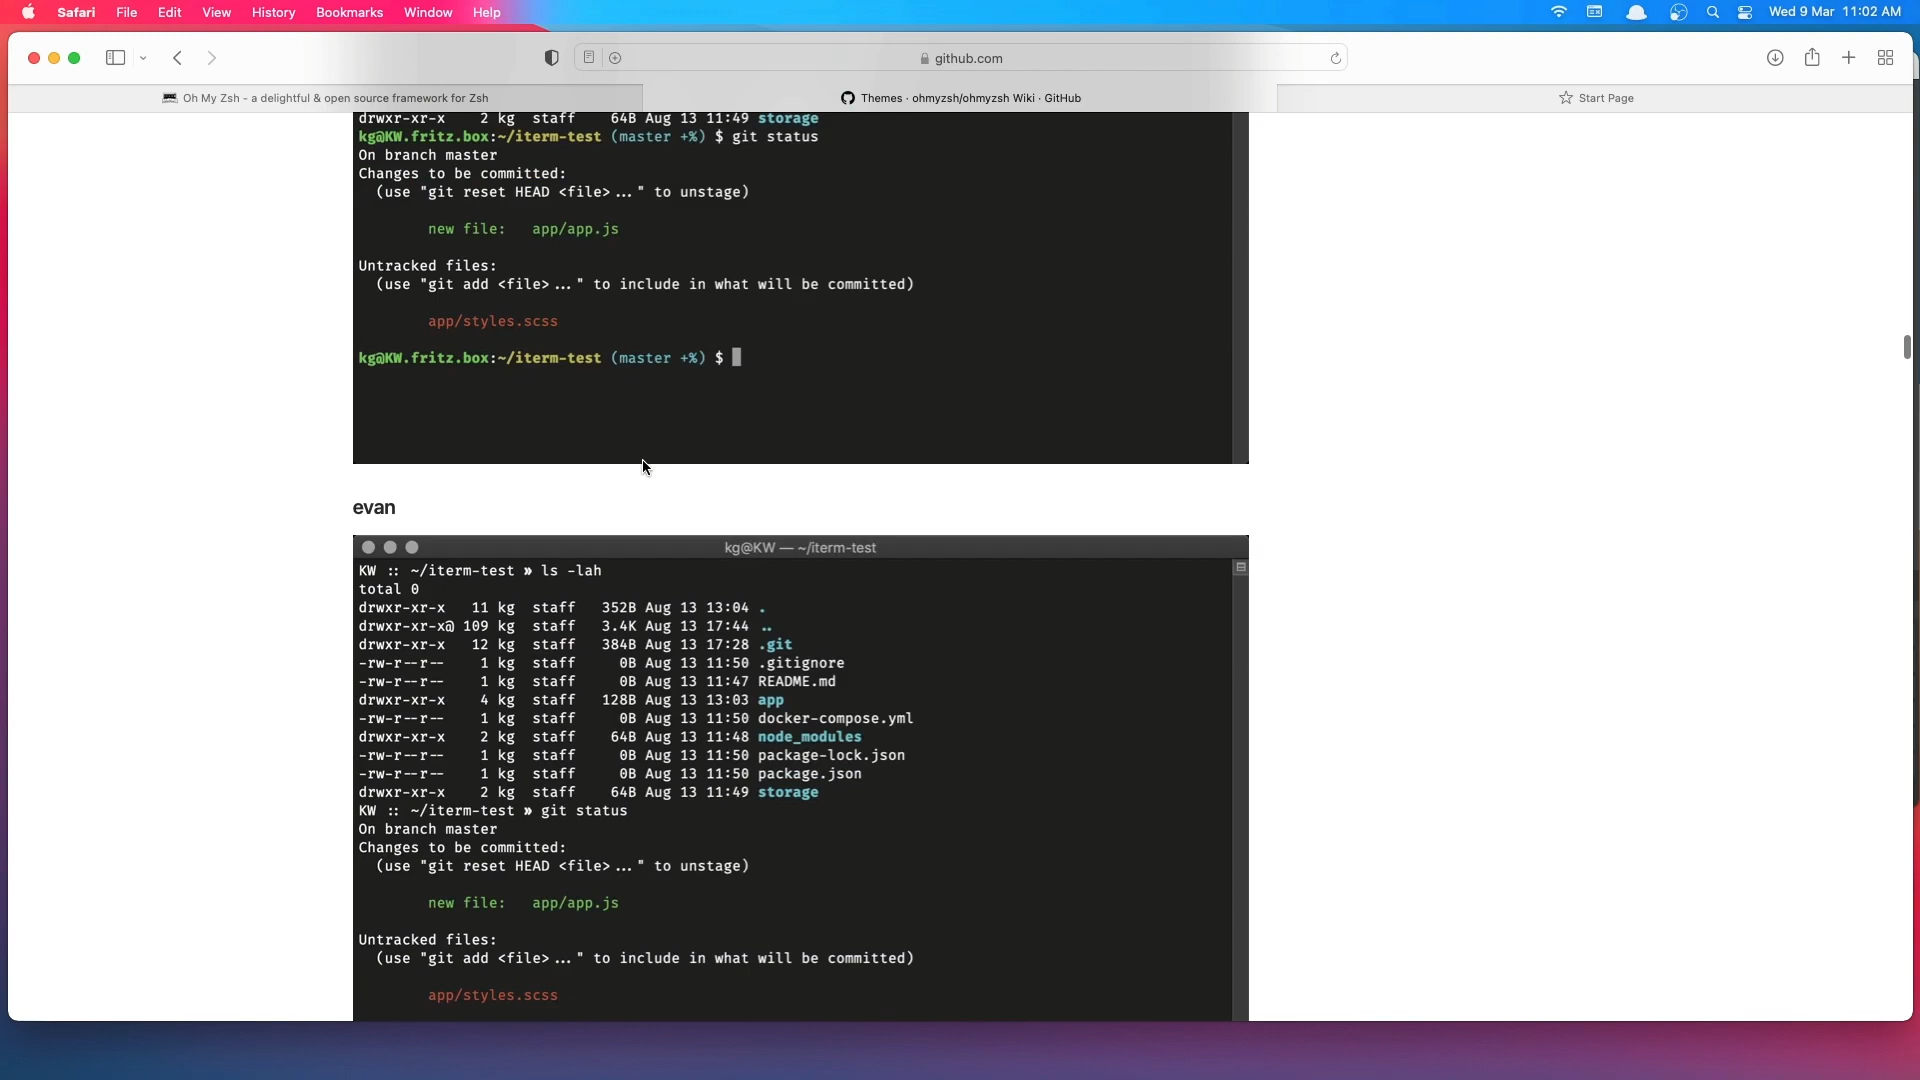 Safari File Edit View History Bookmarks Window Help Wed 9 Mar 11:02 AM
github.com
Oh My Zsh - a delightful & open source framework for Zsh Themes · ohmyzsh/ohmyzsh Wiki · GitHub Start Page
drwxr-xr-x 2 kg staff 64B Aug 13 11:49 storage
kg@KW.fritz.box:~/iterm-test (master +%) $ git status
On branch master
Changes to be committed:
(use "git reset HEAD <file>..." to unstage)
new file: app/app.js
Untracked files:
(use "git add <file>..." to include in what will be committed)
app/styles.scss
kg@KW.fritz.box:~/iterm-test (master +%) $
evan
kg@KW — ~/iterm-test
KW :: ~/iterm-test » ls -lah
total 0
drwxr-xr-x 11 kg staff 352B Aug 13 13:04 .
drwxr-xr-x@ 109 kg staff 3.4K Aug 13 17:44 ..
drwxr-xr-x 12 kg staff 384B Aug 13 17:28 .git
-rw-r--r-- 1 kg staff 0B Aug 13 11:50 .gitignore
-rw-r--r-- 1 kg staff 0B Aug 13 11:47 README.md
drwxr-xr-x 4 kg staff 128B Aug 13 13:03 app
-rw-r--r-- 1 kg staff 0B Aug 13 11:50 docker-compose.yml
drwxr-xr-x 2 kg staff 64B Aug 13 11:48 node_modules
-rw-r--r-- 1 kg staff 0B Aug 13 11:50 package-lock.json
-rw-r--r-- 1 kg staff 0B Aug 13 11:50 package.json
drwxr-xr-x 2 kg staff 64B Aug 13 11:49 storage
KW :: ~/iterm-test » git status
On branch master
Changes to be committed:
(use "git reset HEAD <file>..." to unstage)
new file: app/app.js
Untracked files:
(use "git add <file>..." to include in what will be committed)
app/styles.scss